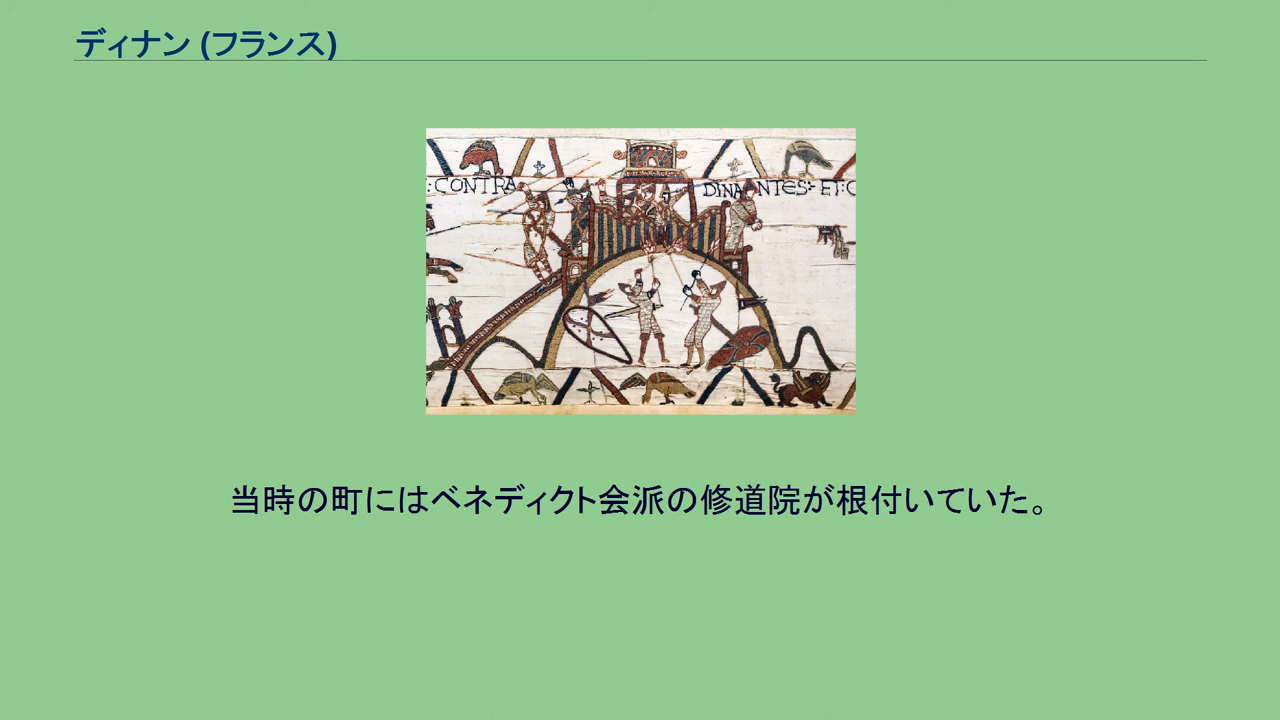 ディナン (フランス)
:CONTRA DINANTES: ET:C
当時の町にはベネディクト会派の修道院が根付いていた。